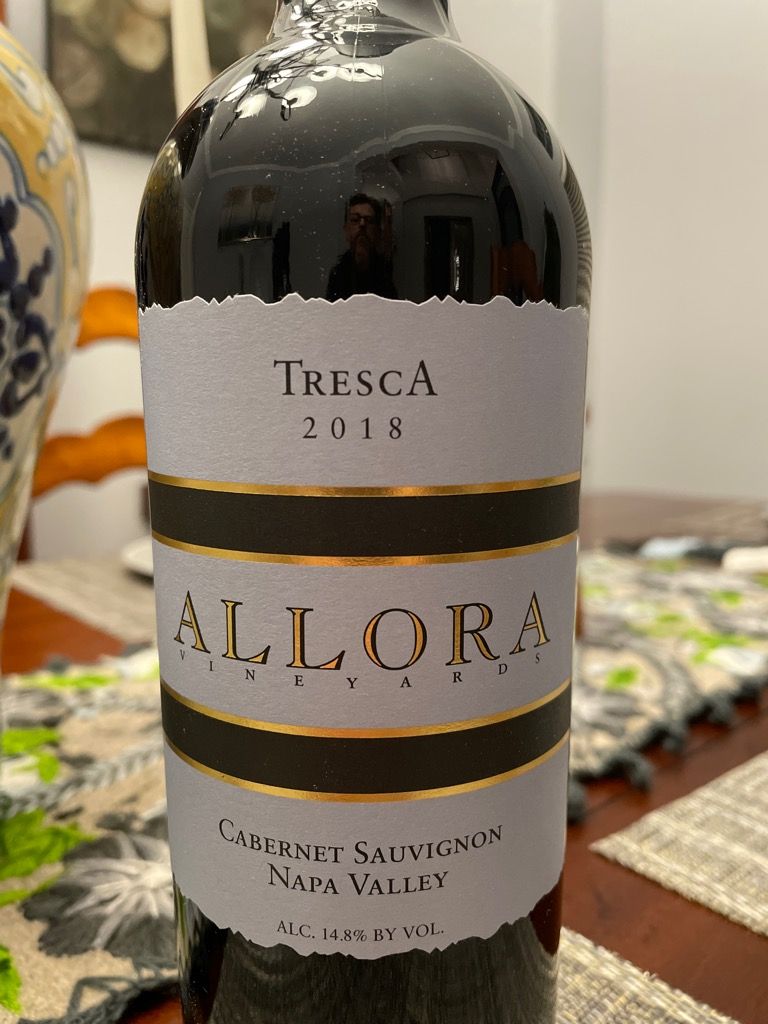 TRESCA
2018
ALLORA
VINEYARDS
CABERNET SAUVIGNON
NAPA VALLEY
ALC. 14.8% BY VOL.